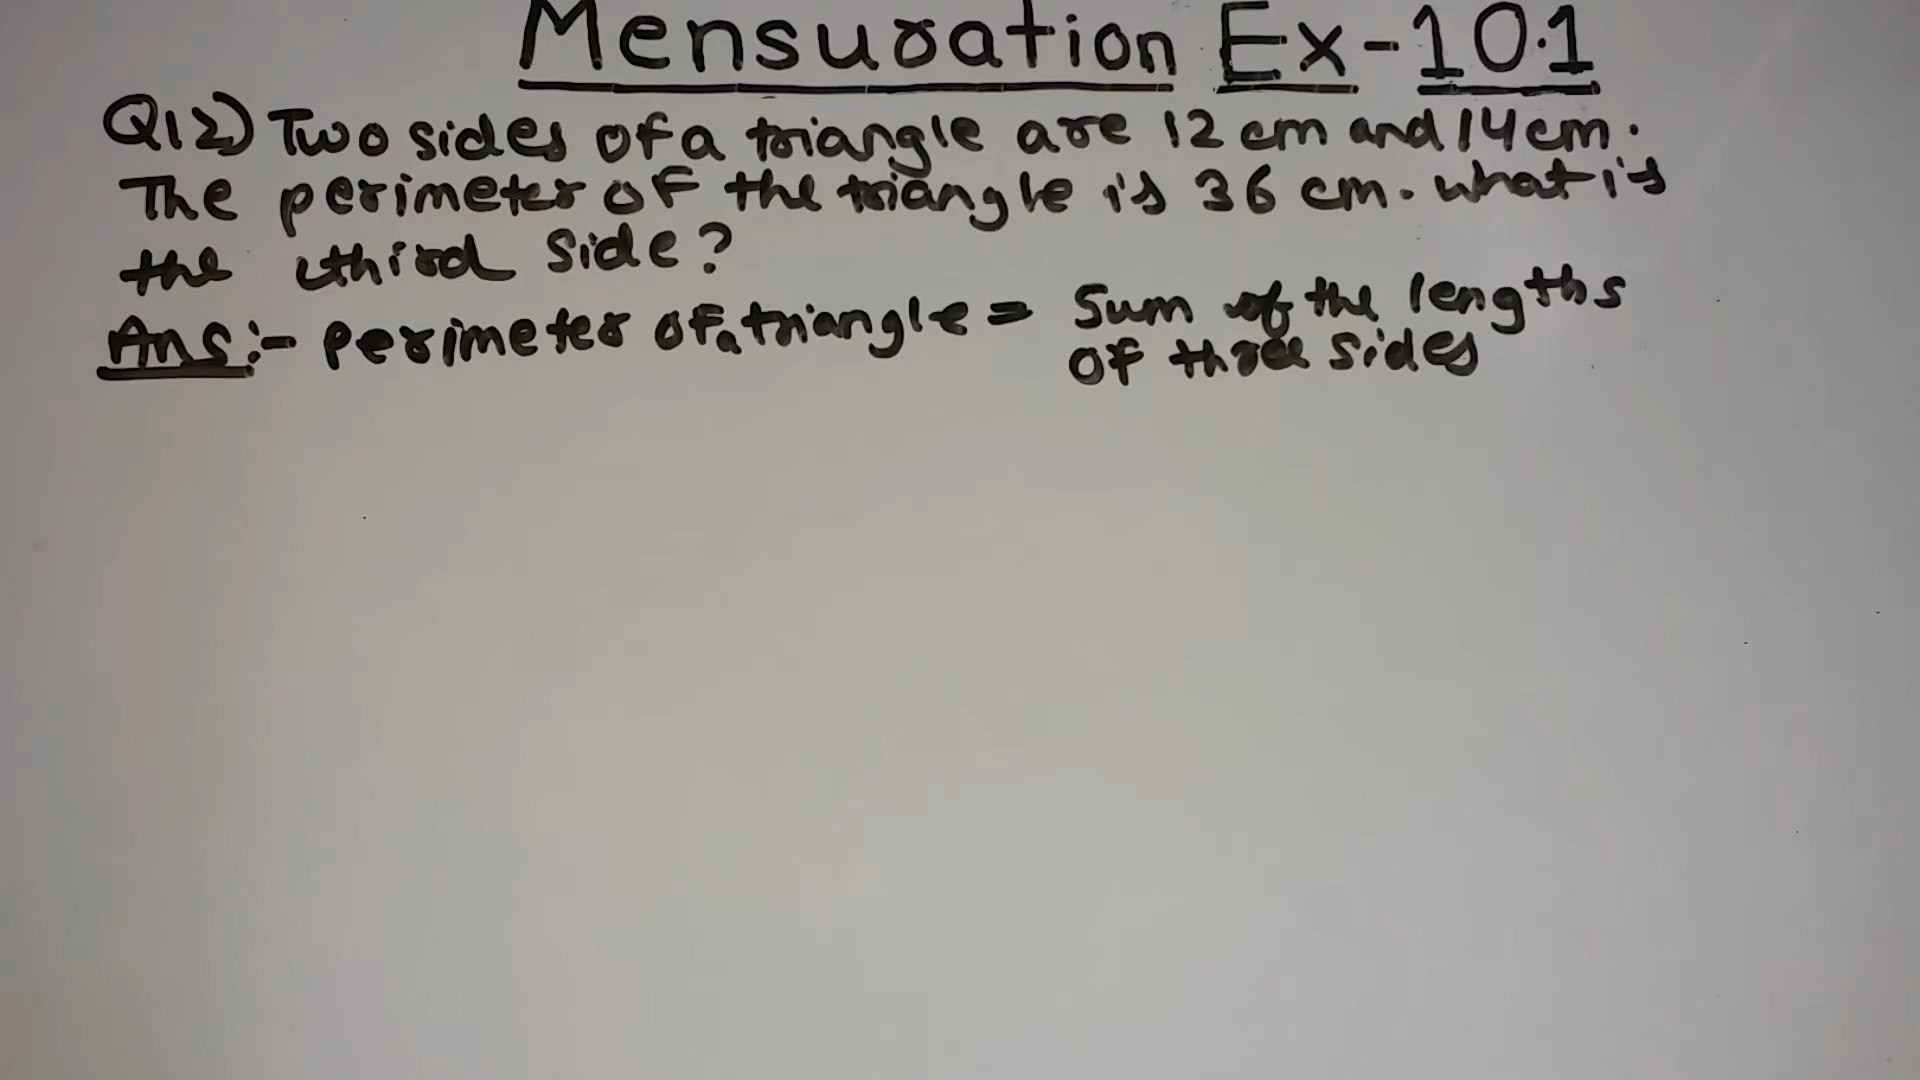 Mensuration Ex-10.1
Q12) Two sides of a triangle are 12 cm and 14 cm.
The perimeter of the triangle is 36 cm. what is
the third side?
Ans:- perimeter of a triangle = Sum of the lengths
of three sides